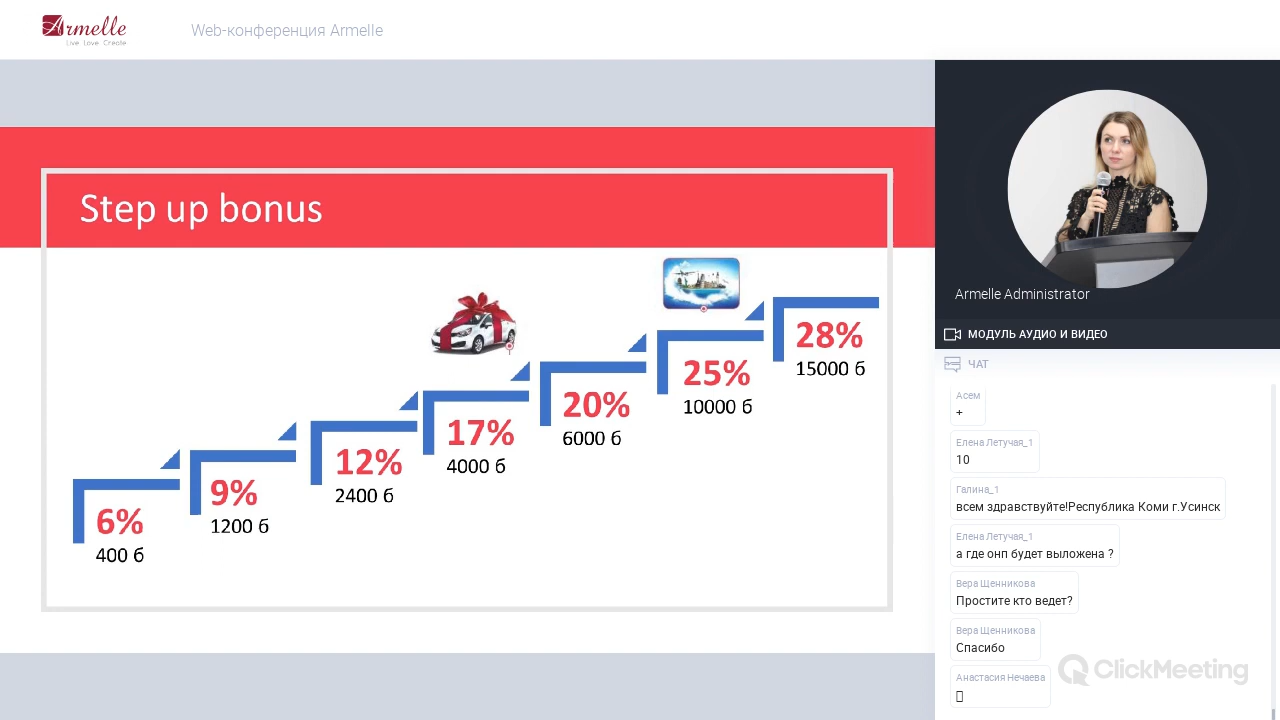 Armelle
Live Love Create
Web-конференция Armelle
Step up bonus
6%
400 б
9%
1200 б
12%
2400 б
17%
4000 б
20%
6000 б
25%
10000 б
28%
15000 б
Armelle Administrator
МОДУЛЬ АУДИО И ВИДЕО
ЧАТ
Асем
+
Елена Летучая_1
10
Галина_1
всем здравствуйте!Республика Коми г.Усинск
Елена Летучая_1
а где онп будет выложена ?
Вера Щенникова
Простите кто ведет?
Вера Щенникова
Спасибо
Анастасия Нечаева
ClickMeeting